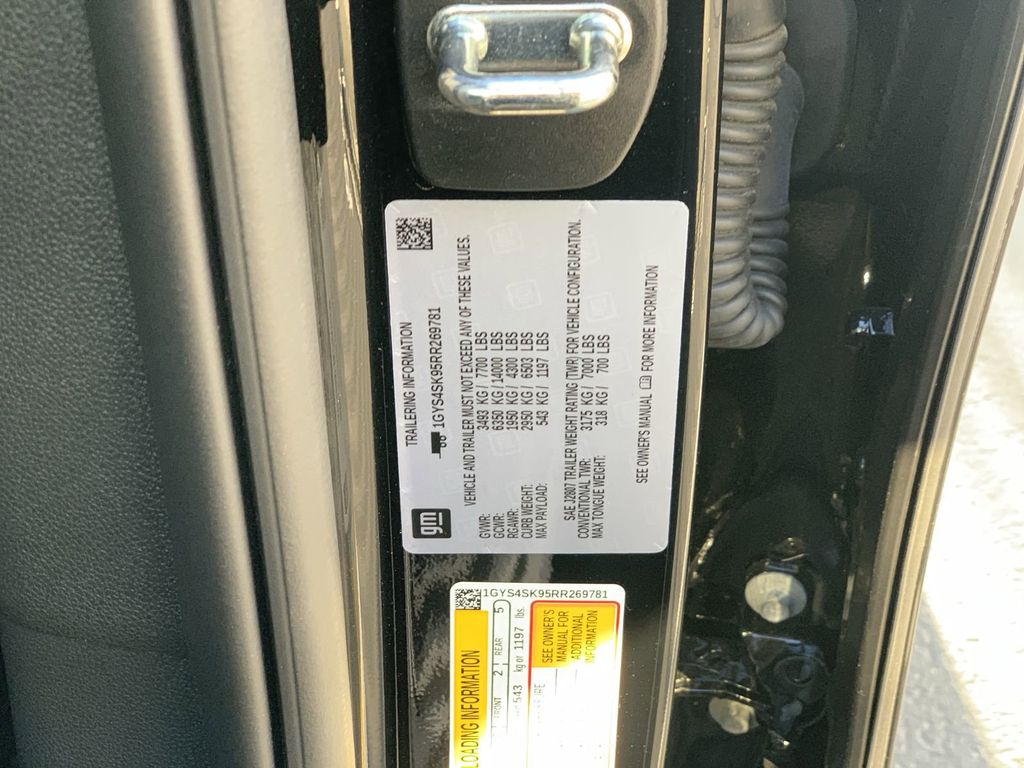 gm
TRAILERING INFORMATION
1GYS4SK95RR269781
VEHICLE AND TRAILER MUST NOT EXCEED ANY OF THESE VALUES.
GVWR: 3493 KG / 7700 LBS
GCWR: 6350 KG / 14000 LBS
RGAWR: 1950 KG / 4300 LBS
CURB WEIGHT: 2950 KG / 6503 LBS
MAX PAYLOAD: 543 KG / 1197 LBS
SAE J2807 TRAILER WEIGHT RATING (TWR) FOR VEHICLE CONFIGURATION.
CONVENTIONAL TWR: 3175 KG / 7000 LBS
MAX TONGUE WEIGHT: 318 KG / 700 LBS
SEE OWNER'S MANUAL FOR MORE INFORMATION
1GYS4SK95RR269781
LOADING INFORMATION
FRONT 2 REAR 5
543 kg or 1197 lbs.
SEE OWNER'S
MANUAL FOR
ADDITIONAL
INFORMATION